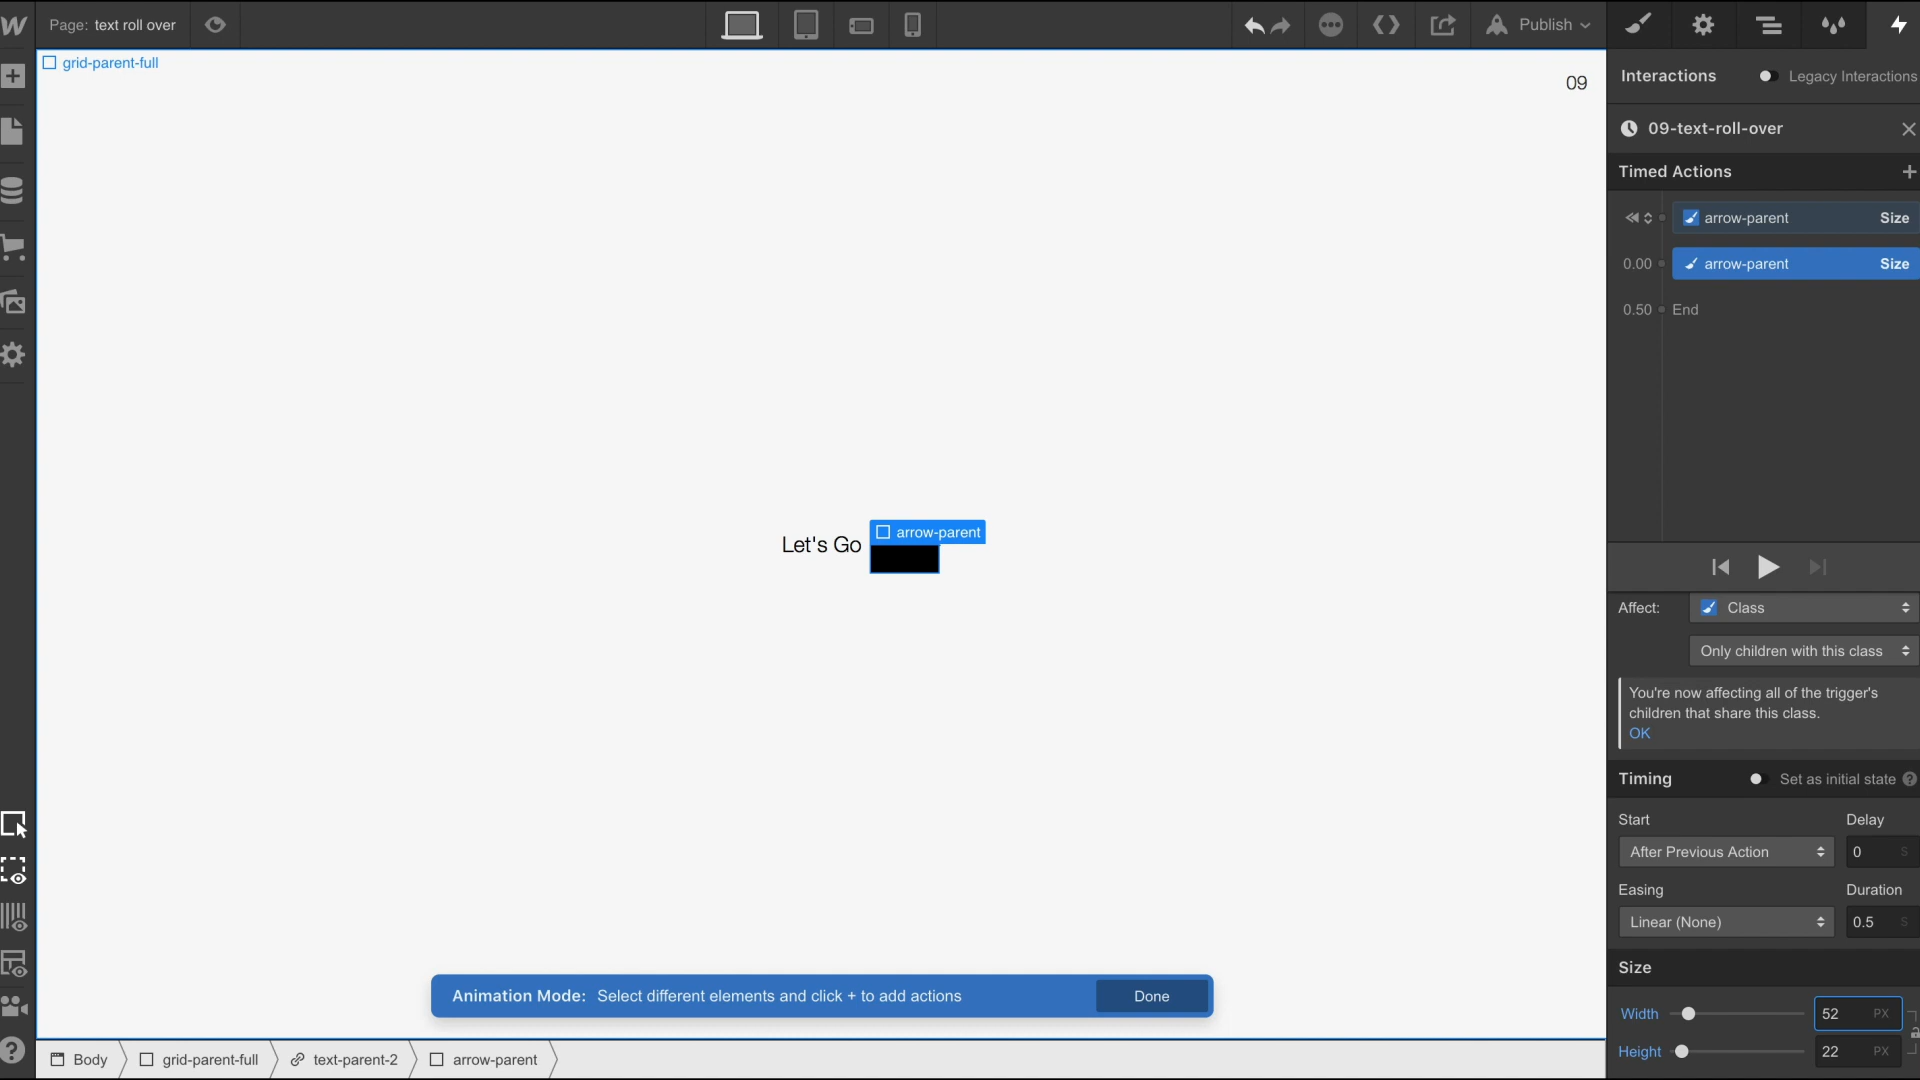 Page: text roll over
Publish
grid-parent-full
09
Interactions
Legacy Interactions
09-text-roll-over
Timed Actions
arrow-parent Size
0.00 arrow-parent Size
0.50 End
Let's Go
arrow-parent
Affect: Class
Only children with this class
You're now affecting all of the trigger's
children that share this class.
OK
Timing Set as initial state
Start Delay
After Previous Action 0 S
Easing Duration
Linear (None) 0.5 S
Size
Width 52 PX
Height 22 PX
Animation Mode: Select different elements and click + to add actions Done
Body grid-parent-full text-parent-2 arrow-parent